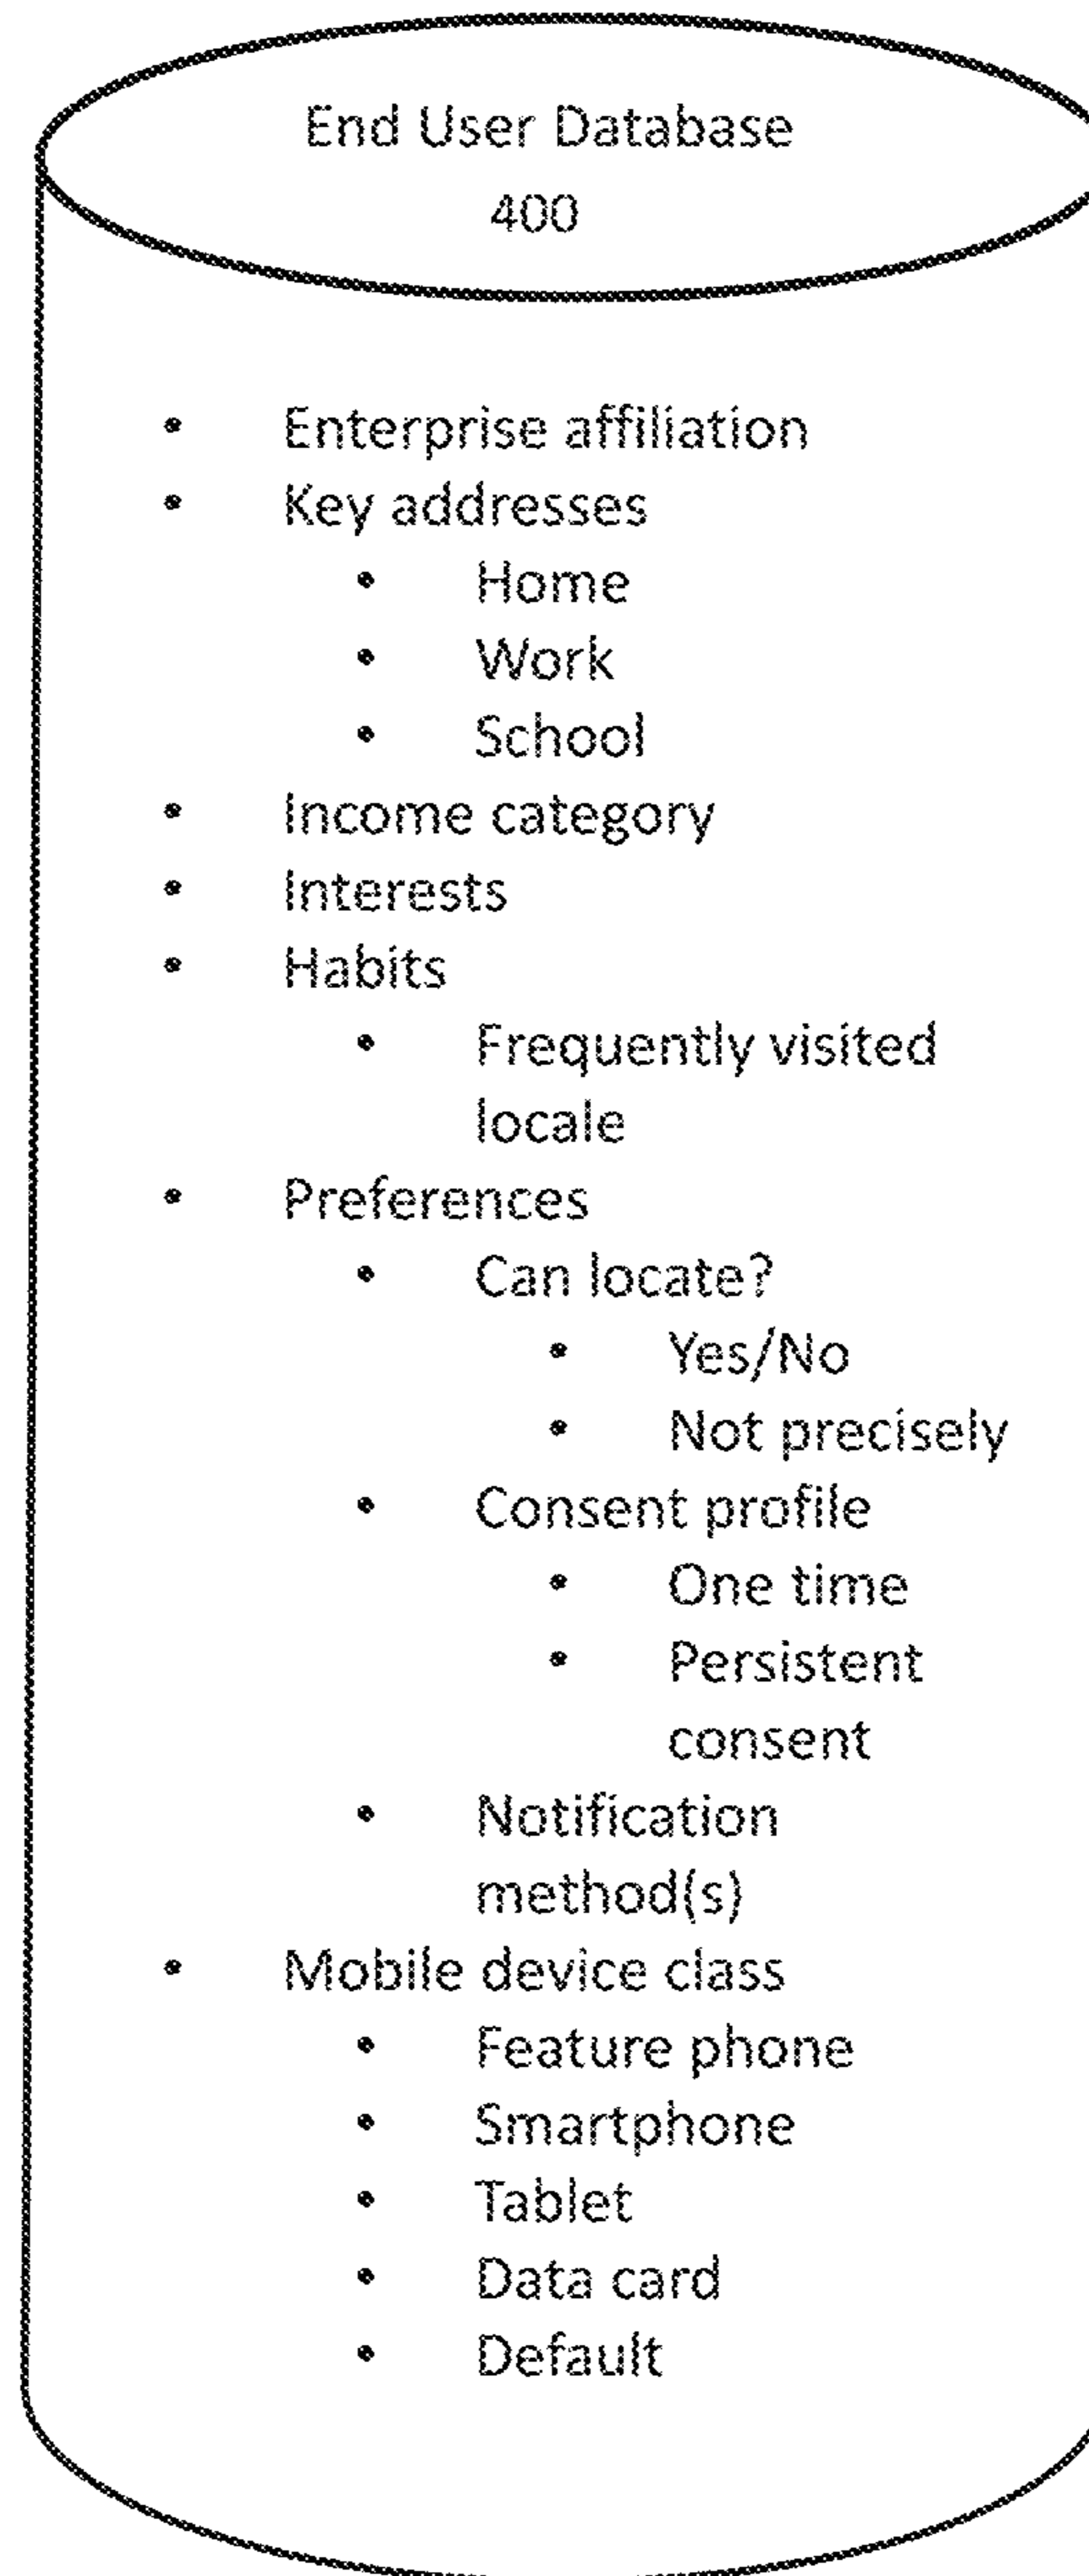 End User Database
400
• Enterprise affiliation
• Key addresses
• Home
• Work
• School
• Income category
• Interests
• Habits
• Frequently visited
locale
• Preferences
• Can locate?
• Yes/No
• Not precisely
• Consent profile
• One time
• Persistent
consent
• Notification
method(s)
• Mobile device class
• Feature phone
• Smartphone
• Tablet
• Data card
• Default